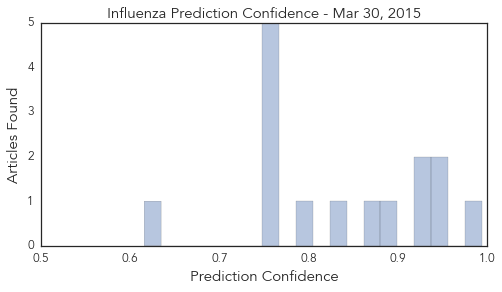 Influenza Prediction Confidence - Mar 30, 2015
Articles Found
5
4
3
2
1
0
0.5 0.6 0.7 0.8 0.9 1.0
Prediction Confidence